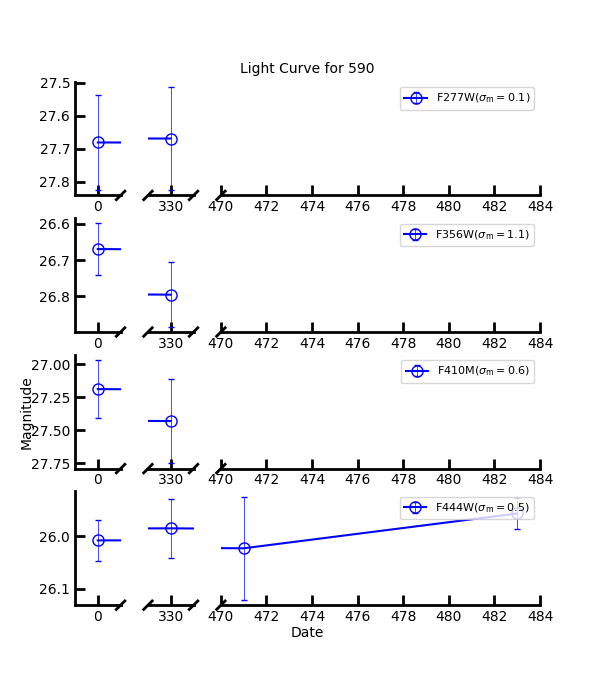 Light Curve for 590
27.5
27.6
27.7
27.8
F277W(σm = 0.1)
0 330 470 472 474 476 478 480 482 484
26.6
26.7
26.8
F356W(σm = 1.1)
0 330 470 472 474 476 478 480 482 484
27.00
27.25
27.50
27.75
F410M(σm = 0.6)
0 330 470 472 474 476 478 480 482 484
Magnitude
26.0
26.1
F444W(σm = 0.5)
0 330 470 472 474 476 478 480 482 484
Date